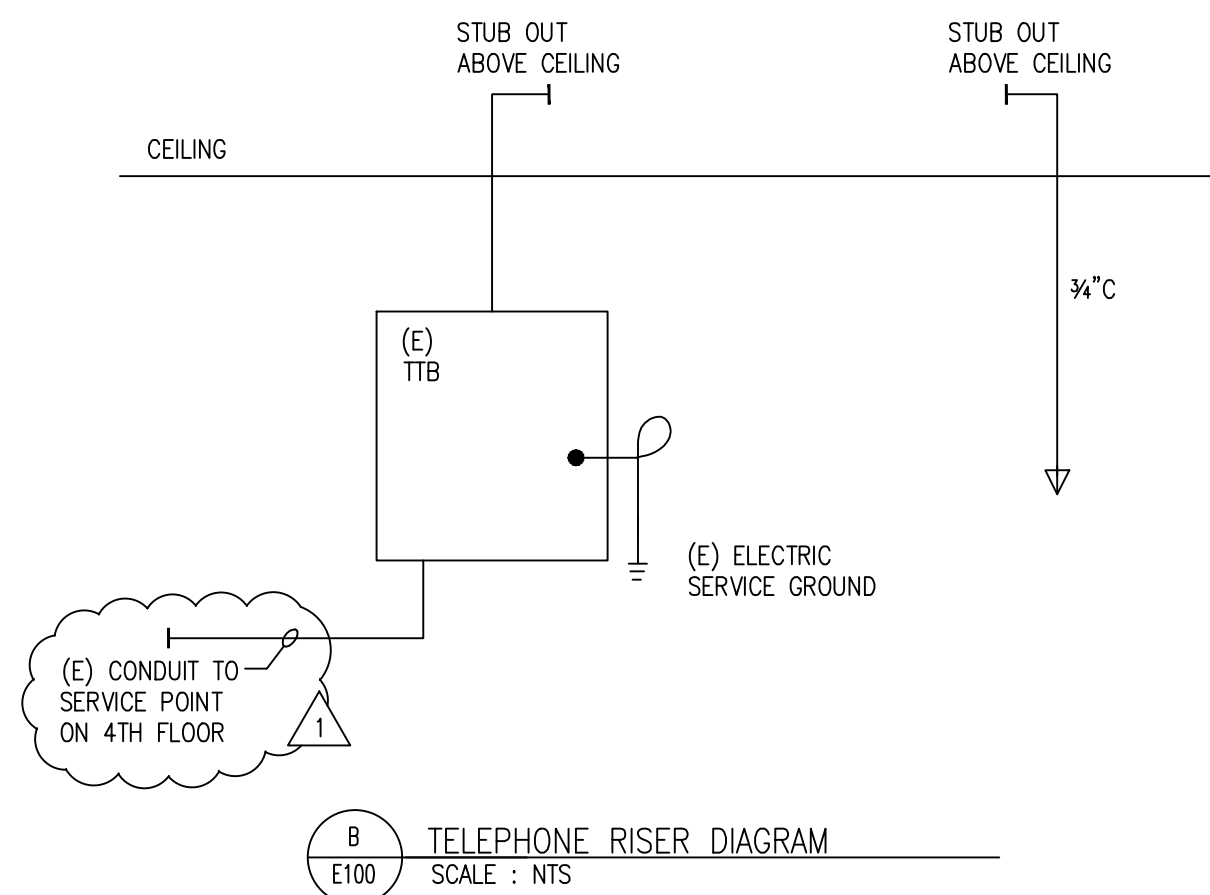 STUB OUT
ABOVE CEILING
STUB OUT
ABOVE CEILING
CEILING
¾"C
(E)
TTB
(E) ELECTRIC
SERVICE GROUND
(E) CONDUIT TO
SERVICE POINT
ON 4TH FLOOR
1
B
E100
TELEPHONE RISER DIAGRAM
SCALE : NTS